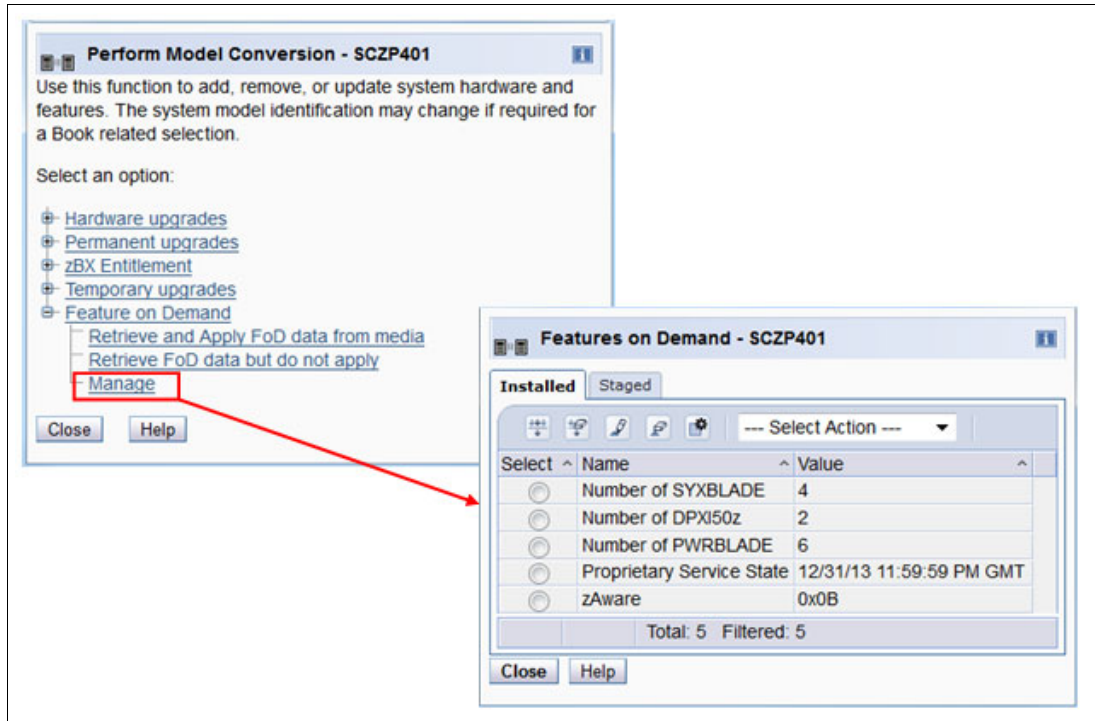 Perform Model Conversion - SCZP401
Use this function to add, remove, or update system hardware and
features. The system model identification may change if required for
a Book related selection.
Select an option:
Hardware upgrades
Permanent upgrades
zBX Entitlement
Temporary upgrades
Feature on Demand
Retrieve and Apply FoD data from media
Retrieve FoD data but do not apply
Manage
Close Help
Features on Demand - SCZP401
Installed Staged
--- Select Action ---
Select ^ Name ^ Value ^
Number of SYXBLADE 4
Number of DPXI50z 2
Number of PWRBLADE 6
Proprietary Service State 12/31/13 11:59:59 PM GMT
zAware 0x0B
Total: 5 Filtered: 5
Close Help